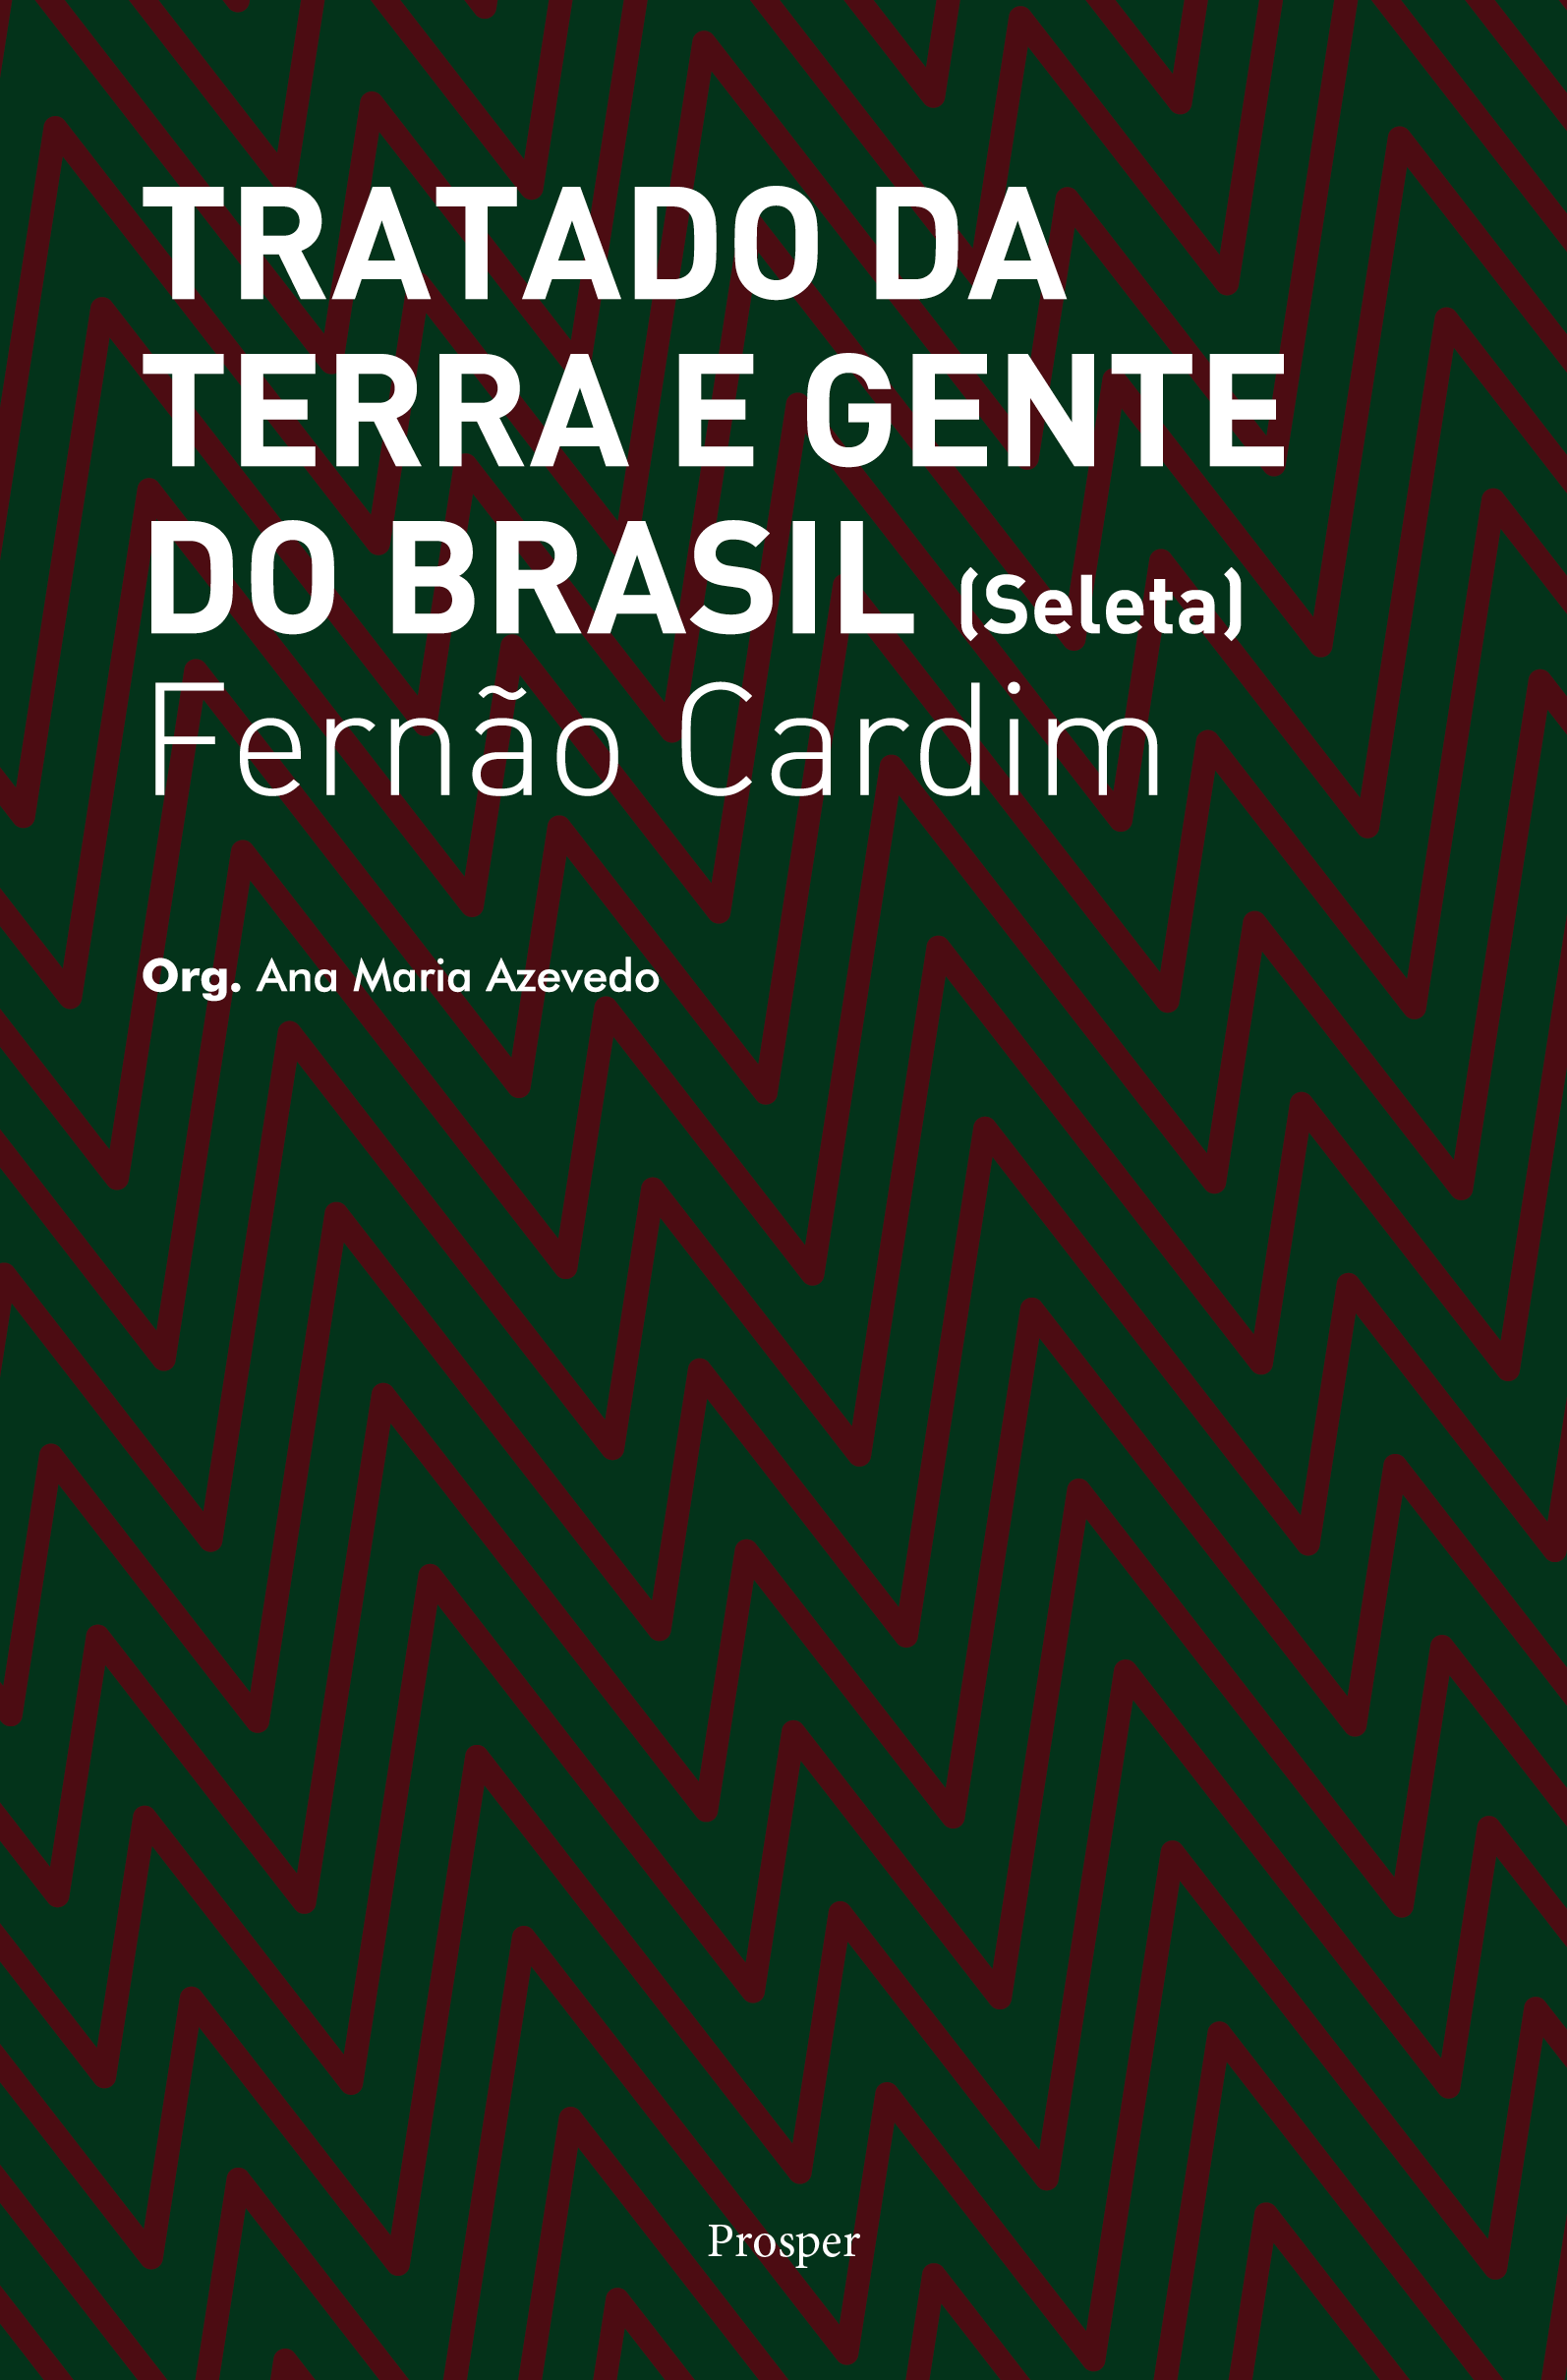 TRATADO DA
TERRA E GENTE
DO BRASIL (Seleta)
Fernão Cardim
Org. Ana Maria Azevedo
Prosper